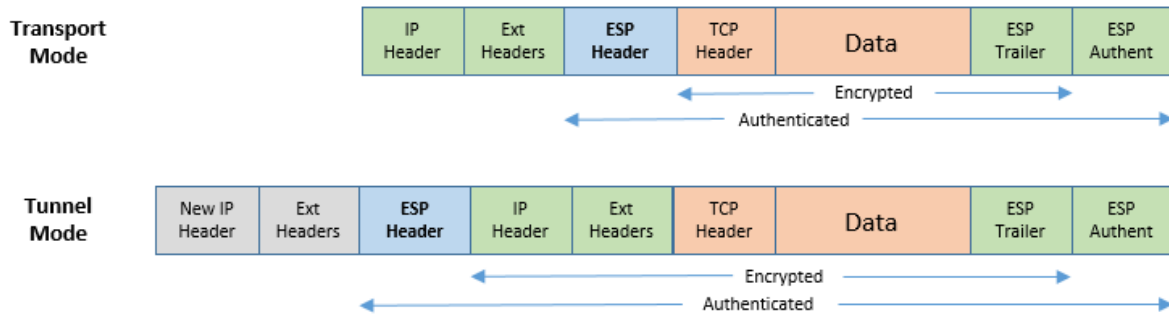 Transport
Mode
IP
Header
Ext
Headers
ESP
Header
TCP
Header
Data
ESP
Trailer
ESP
Authent
Encrypted
Authenticated
Tunnel
Mode
New IP
Header
Ext
Headers
ESP
Header
IP
Header
Ext
Headers
TCP
Header
Data
ESP
Trailer
ESP
Authent
Encrypted
Authenticated